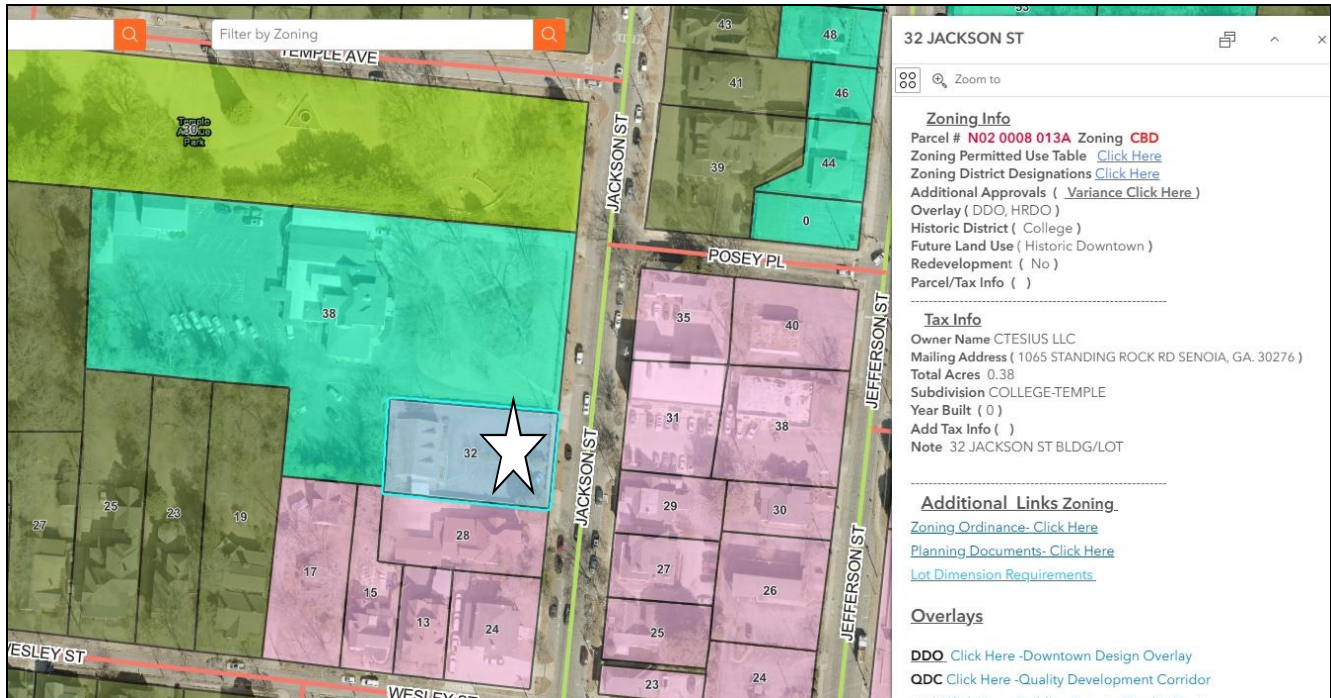 Filter by Zoning
TEMPLE AVE
Temple
Avenue
Park
30
43
48
53
41
46
39
44
0
JACKSON ST
POSEY PL
38
35
40
JEFFERSON ST
31
38
32
JACKSON ST
29
30
28
27
26
JEFFERSON ST
27
25
23
19
17
15
13
24
25
23
24
WESLEY ST
WESLEY ST
32 JACKSON ST
Zoom to
Zoning Info
Parcel # N02 0008 013A Zoning CBD
Zoning Permitted Use Table Click Here
Zoning District Designations Click Here
Additional Approvals ( Variance Click Here )
Overlay ( DDO, HRDO )
Historic District ( College )
Future Land Use ( Historic Downtown )
Redevelopment ( No )
Parcel/Tax Info ( )
Tax Info
Owner Name CTESIUS LLC
Mailing Address ( 1065 STANDING ROCK RD SENOIA, GA. 30276 )
Total Acres 0.38
Subdivision COLLEGE-TEMPLE
Year Built ( 0 )
Add Tax Info ( )
Note 32 JACKSON ST BLDG/LOT
Additional Links Zoning
Zoning Ordinance- Click Here
Planning Documents- Click Here
Lot Dimension Requirements
Overlays
DDO Click Here -Downtown Design Overlay
QDC Click Here -Quality Development Corridor